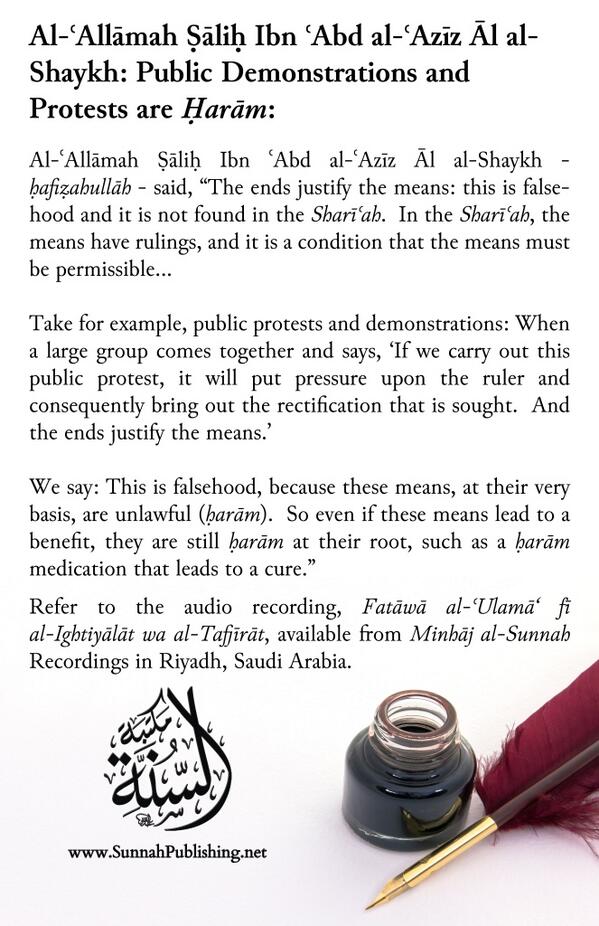 Al-ʿAllāmah Ṣāliḥ Ibn ʿAbd al-ʿAzīz Āl al-
Shaykh: Public Demonstrations and
Protests are Ḥarām:
Al-ʿAllāmah Ṣāliḥ Ibn ʿAbd al-ʿAzīz Āl al-Shaykh -
ḥafiẓahullāh - said, “The ends justify the means: this is false-
hood and it is not found in the Sharīʿah. In the Sharīʿah, the
means have rulings, and it is a condition that the means must
be permissible...
Take for example, public protests and demonstrations: When
a large group comes together and says, ‘If we carry out this
public protest, it will put pressure upon the ruler and
consequently bring out the rectification that is sought. And
the ends justify the means.’
We say: This is falsehood, because these means, at their very
basis, are unlawful (ḥarām). So even if these means lead to a
benefit, they are still ḥarām at their root, such as a ḥarām
medication that leads to a cure.”
Refer to the audio recording, Fatāwā al-ʿUlamāʿ fī
al-Ightiyālāt wa al-Tafjīrāt, available from Minhāj al-Sunnah
Recordings in Riyadh, Saudi Arabia.
مكتبة
السُّنَّة
www.SunnahPublishing.net